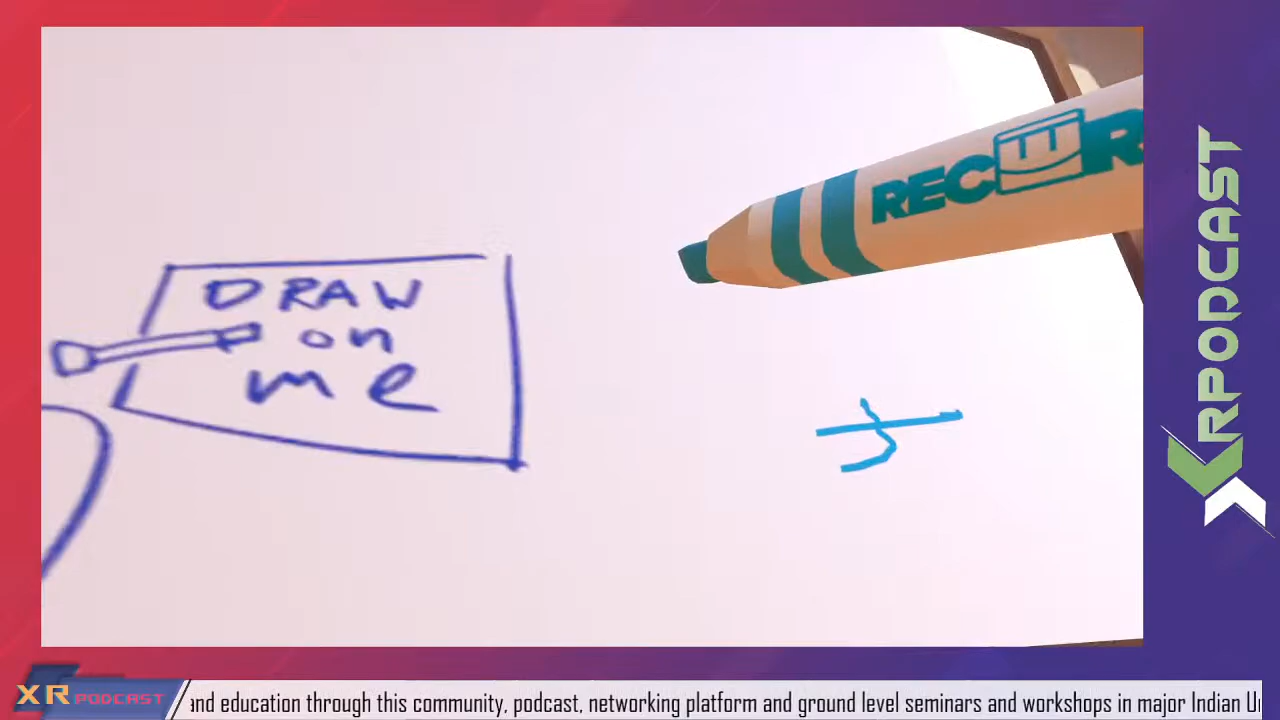 DRAW
on
me
REC
XRPODCAST
XR PODCAST
and education through this community, podcast, networking platform and ground level seminars and workshops in major Indian